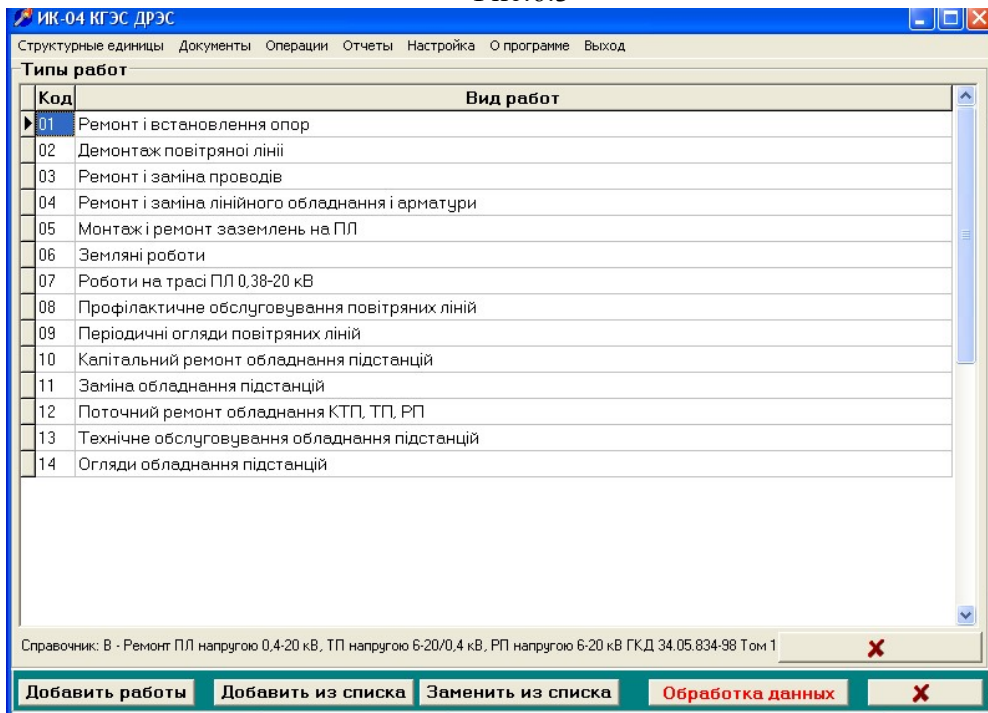 ИК-04 КГЭС ДРЭС
Структурные единицы Документы Операции Отчеты Настройка О программе Выход
Типы работ
Код Вид работ
01 Ремонт і встановлення опор
02 Демонтаж повітряної лінії
03 Ремонт і заміна проводів
04 Ремонт і заміна лінійного обладнання і арматури
05 Монтаж і ремонт заземлень на ПЛ
06 Земляні роботи
07 Роботи на трасі ПЛ 0,38-20 кВ
08 Профілактичне обслуговування повітряних ліній
09 Періодичні огляди повітряних ліній
10 Капітальний ремонт обладнання підстанцій
11 Заміна обладнання підстанцій
12 Поточний ремонт обладнання КТП, ТП, РП
13 Технічне обслуговування обладнання підстанцій
14 Огляди обладнання підстанцій
Справочник: В - Ремонт ПЛ напругою 0,4-20 кВ, ТП напругою 6-20/0,4 кВ, РП напругою 6-20 кВ ГКД 34.05.834-98 Том 1
Добавить работы Добавить из списка Заменить из списка Обработка данных